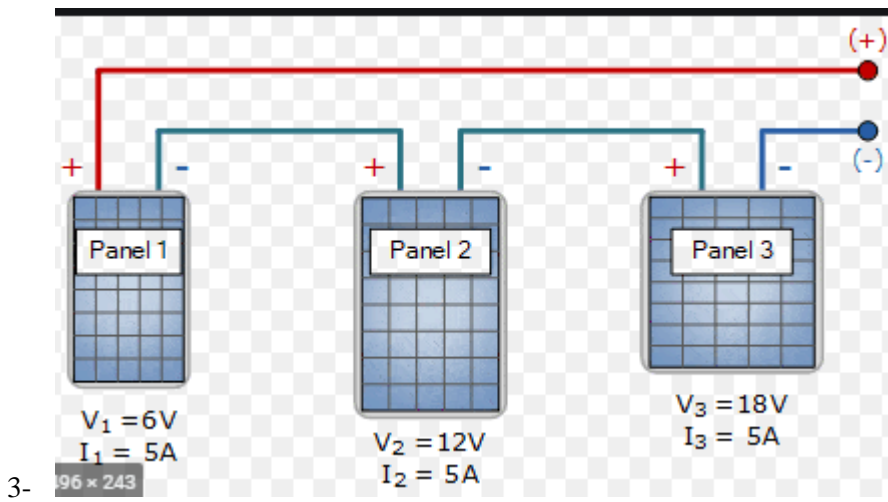 (+)
+ - + - + - (-)
Panel 1 Panel 2 Panel 3
V₁ =6V
I₁ = 5A
V₂ =12V
I₂ = 5A
V₃ =18V
I₃ = 5A
3-
496 × 243